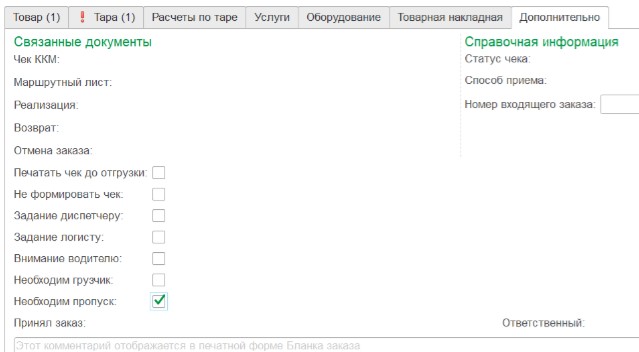 Товар (1) ❗ Тара (1) Расчеты по таре Услуги Оборудование Товарная накладная Дополнительно
Связанные документы Справочная информация
Чек ККМ: Статус чека:
Маршрутный лист: Способ приема:
Реализация: Номер входящего заказа:
Возврат:
Отмена заказа:
Печатать чек до отгрузки:
Не формировать чек:
Задание диспетчеру:
Задание логисту:
Внимание водителю:
Необходим грузчик:
Необходим пропуск:
Принял заказ: Ответственный:
Этот комментарий отображается в печатной форме Бланка заказа